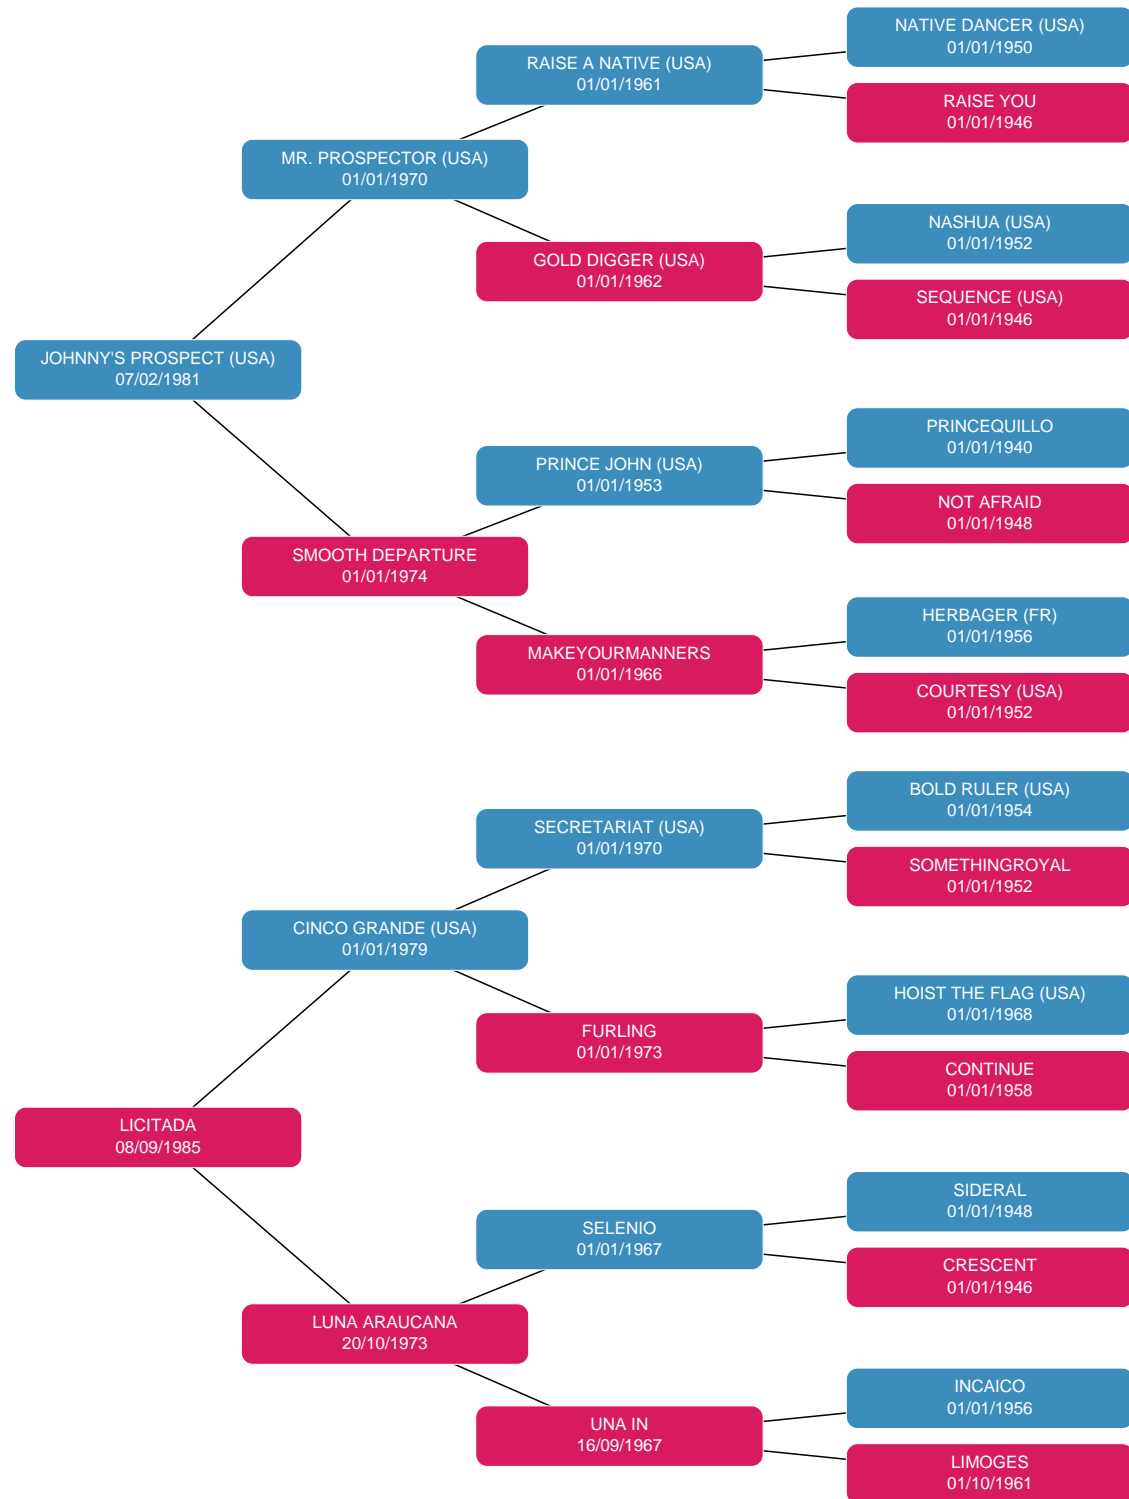 NATIVE DANCER (USA)
01/01/1950
RAISE A NATIVE (USA)
01/01/1961
RAISE YOU
01/01/1946
MR. PROSPECTOR (USA)
01/01/1970
NASHUA (USA)
01/01/1952
GOLD DIGGER (USA)
01/01/1962
SEQUENCE (USA)
01/01/1946
JOHNNY'S PROSPECT (USA)
07/02/1981
PRINCEQUILLO
01/01/1940
PRINCE JOHN (USA)
01/01/1953
NOT AFRAID
01/01/1948
SMOOTH DEPARTURE
01/01/1974
HERBAGER (FR)
01/01/1956
MAKEYOURMANNERS
01/01/1966
COURTESY (USA)
01/01/1952
BOLD RULER (USA)
01/01/1954
SECRETARIAT (USA)
01/01/1970
SOMETHINGROYAL
01/01/1952
CINCO GRANDE (USA)
01/01/1979
HOIST THE FLAG (USA)
01/01/1968
FURLING
01/01/1973
CONTINUE
01/01/1958
LICITADA
08/09/1985
SIDERAL
01/01/1948
SELENIO
01/01/1967
CRESCENT
01/01/1946
LUNA ARAUCANA
20/10/1973
INCAICO
01/01/1956
UNA IN
16/09/1967
LIMOGES
01/10/1961